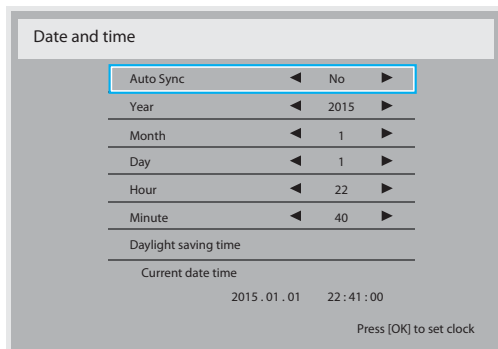 Date and time
Auto Sync ◀ No ▶
Year ◀ 2015 ▶
Month ◀ 1 ▶
Day ◀ 1 ▶
Hour ◀ 22 ▶
Minute ◀ 40 ▶
Daylight saving time
Current date time
2015 . 01 . 01 22 : 41 : 00
Press [OK] to set clock